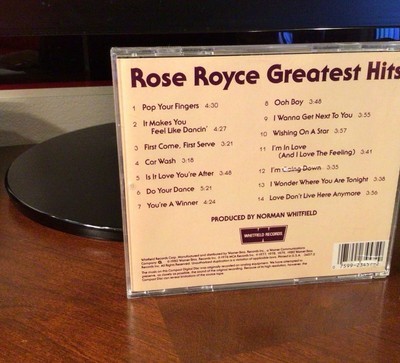 Rose Royce Greatest Hits
1 Pop Your Fingers 4:30
2 It Makes You
Feel Like Dancin' 4:27
3 First Come, First Serve 3:21
4 Car Wash 3:18
5 Is It Love You're After 3:48
6 Do Your Dance 5:21
7 You're A Winner 4:24
8 Ooh Boy 3:48
9 I Wanna Get Next To You 3:55
10 Wishing On A Star 3:57
11 I'm In Love
(And I Love The Feeling) 3:41
12 I'm Going Down 3:35
13 I Wonder Where You Are Tonight 3:38
14 Love Don't Live Here Anymore 3:56
PRODUCED BY NORMAN WHITFIELD
WHITFIELD RECORDS